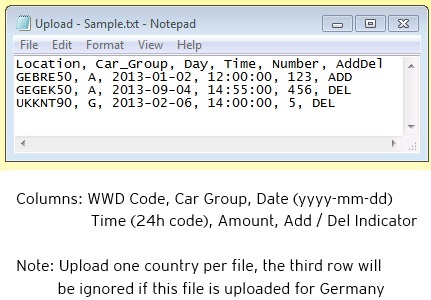 Upload - Sample.txt - Notepad
File Edit Format View Help
Location, Car_Group, Day, Time, Number, AddDel
GEBRE50, A, 2013-01-02, 12:00:00, 123, ADD
GEGEK50, A, 2013-09-04, 14:55:00, 456, DEL
UKKNT90, G, 2013-02-06, 14:00:00, 5, DEL
Columns: WWD Code, Car Group, Date (yyyy-mm-dd)
Time (24h code), Amount, Add / Del Indicator
Note: Upload one country per file, the third row will
be ignored if this file is uploaded for Germany